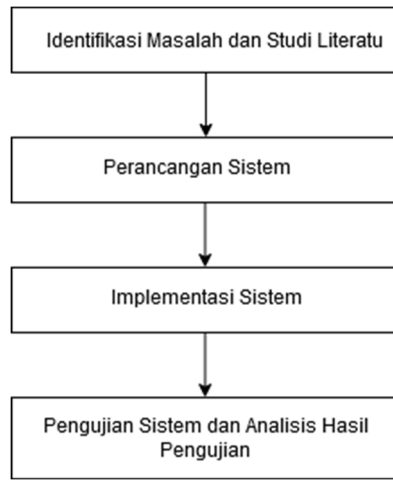 Identifikasi Masalah dan Studi Literatu
Perancangan Sistem
Implementasi Sistem
Pengujian Sistem dan Analisis Hasil
Pengujian